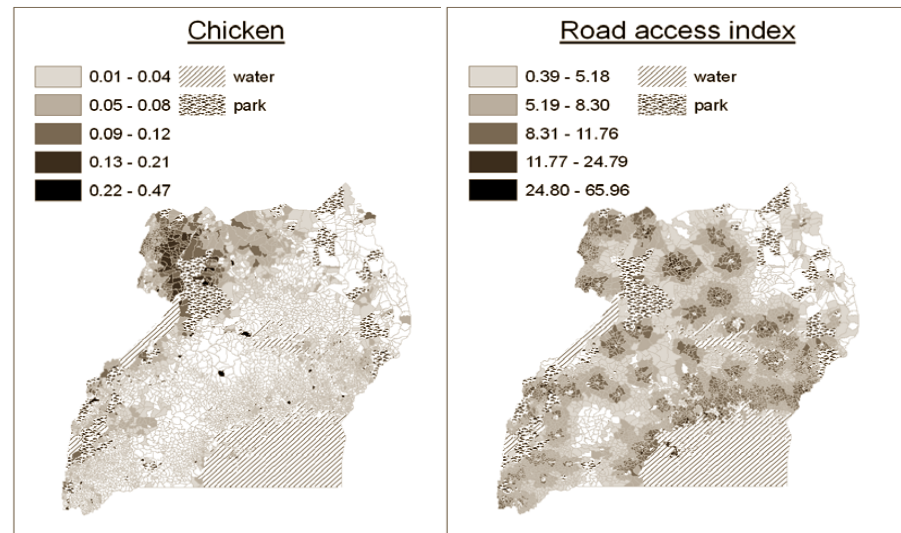 Chicken
0.01 - 0.04 water
0.05 - 0.08 park
0.09 - 0.12
0.13 - 0.21
0.22 - 0.47
Road access index
0.39 - 5.18 water
5.19 - 8.30 park
8.31 - 11.76
11.77 - 24.79
24.80 - 65.96